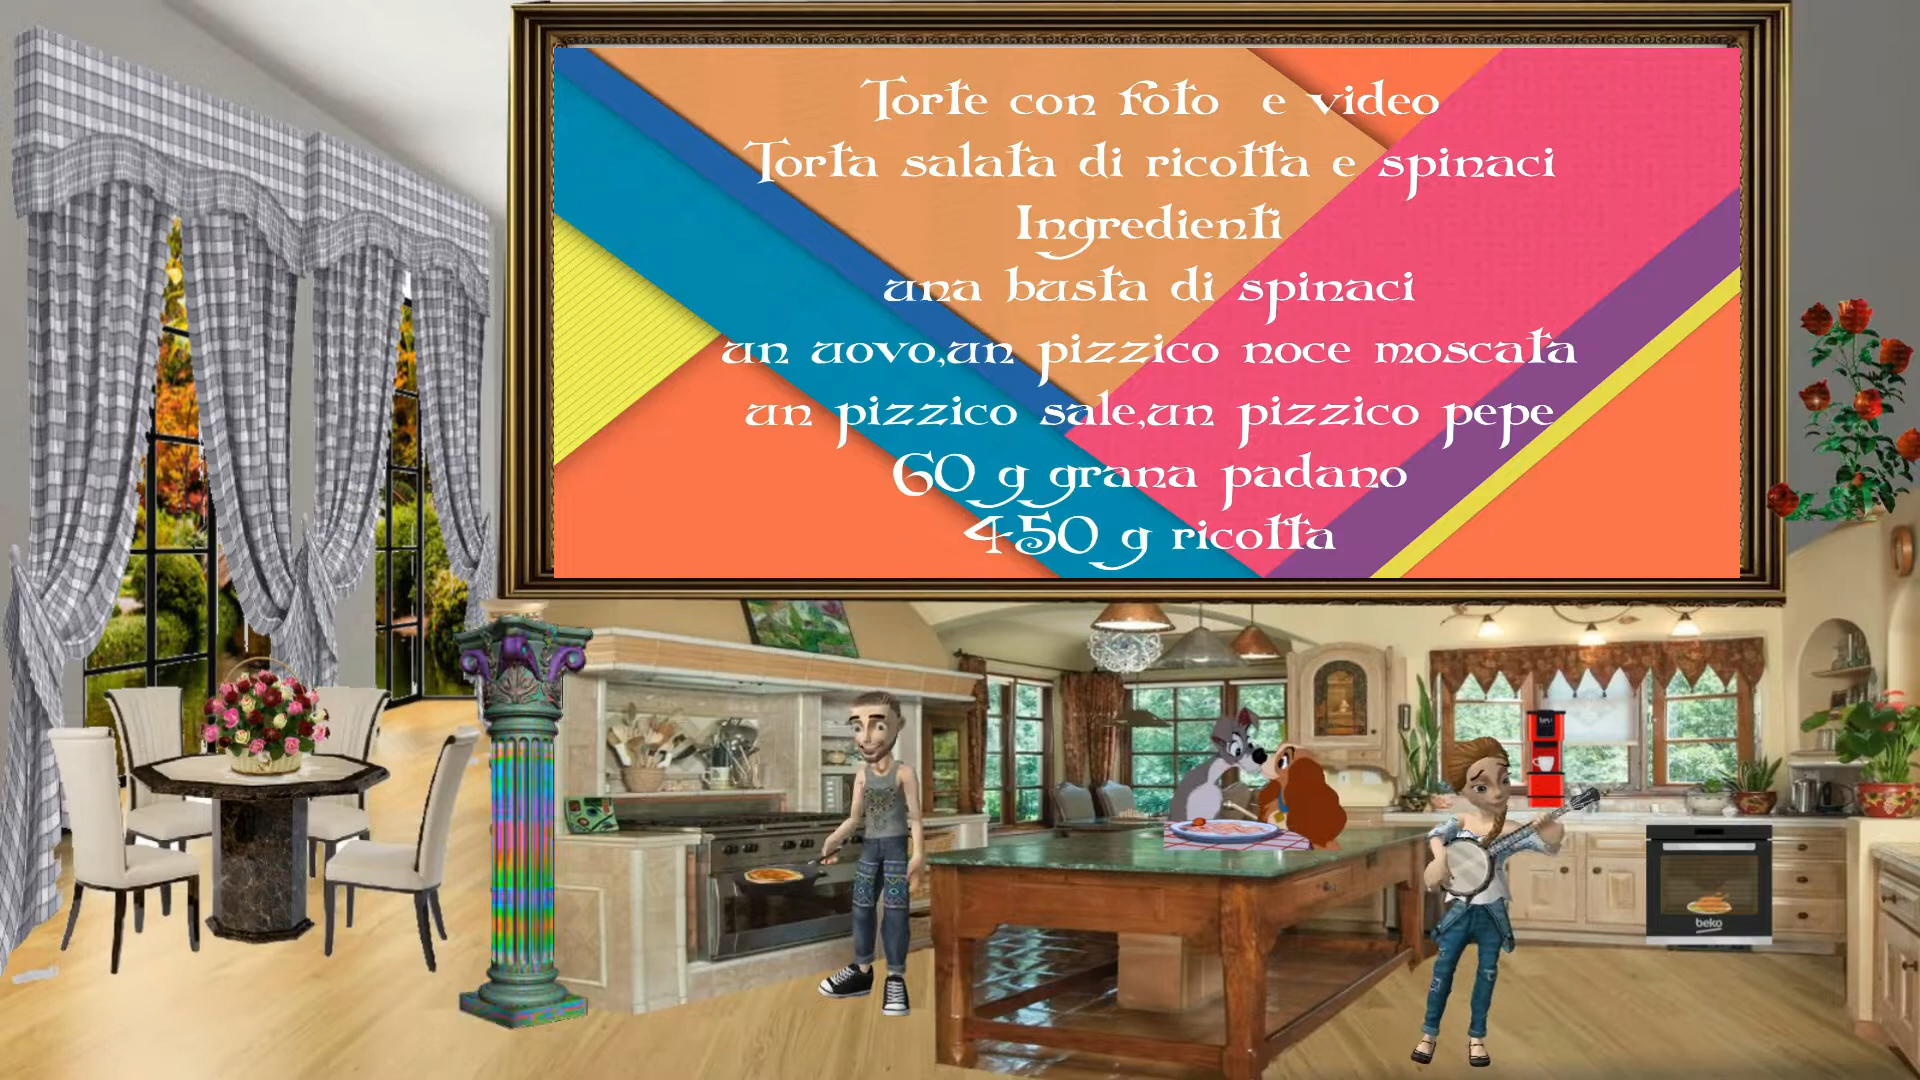 Torte con foto e video
Torta salata di ricotta e spinaci
Ingredienti
una busta di spinaci
un uovo,un pizzico noce moscata
un pizzico sale,un pizzico pepe
60 g grana padano
450 g ricotta
beko